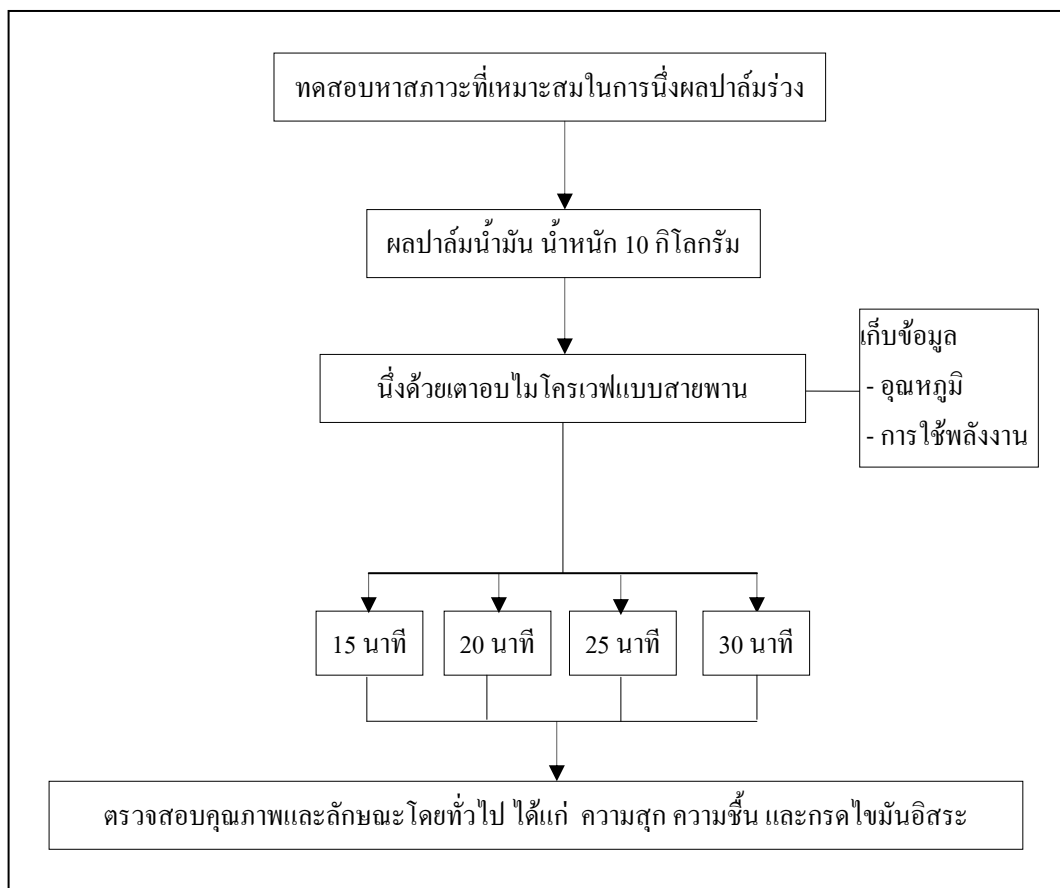 ทดสอบหาสภาวะที่เหมาะสมในการนึ่งผลปาล์มร่วง
ผลปาล์มน้ำมัน น้ำหนัก 10 กิโลกรัม
นึ่งด้วยเตาอบไมโครเวฟแบบสายพาน
เก็บข้อมูล
- อุณหภูมิ
- การใช้พลังงาน
15 นาที
20 นาที
25 นาที
30 นาที
ตรวจสอบคุณภาพและลักษณะโดยทั่วไป ได้แก่ ความสุก ความชื้น และกรดไขมันอิสระ